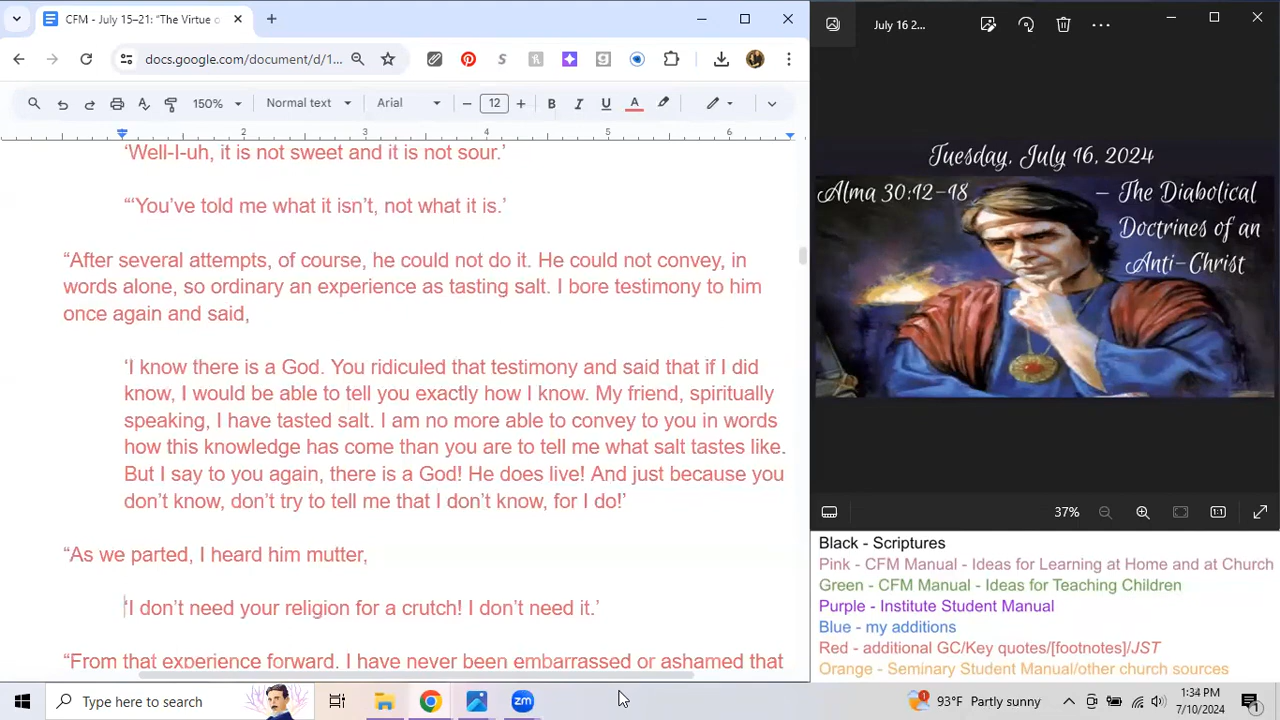 CFM - July 15–21: “The Virtue o
docs.google.com/document/d/1...
150%
Normal text
Arial
12
B I U A
2 3 4 5 6
‘Well-I-uh, it is not sweet and it is not sour.’
“‘You’ve told me what it isn’t, not what it is.’
“After several attempts, of course, he could not do it. He could not convey, in
words alone, so ordinary an experience as tasting salt. I bore testimony to him
once again and said,
‘I know there is a God. You ridiculed that testimony and said that if I did
know, I would be able to tell you exactly how I know. My friend, spiritually
speaking, I have tasted salt. I am no more able to convey to you in words
how this knowledge has come than you are to tell me what salt tastes like.
But I say to you again, there is a God! He does live! And just because you
don’t know, don’t try to tell me that I don’t know, for I do!’
“As we parted, I heard him mutter,
‘I don’t need your religion for a crutch! I don’t need it.’
“From that experience forward. I have never been embarrassed or ashamed that
July 16 2...
Tuesday, July 16, 2024
Alma 30:12-18
– The Diabolical
Doctrines of an
Anti-Christ
37%
1:1
Black - Scriptures
Pink - CFM Manual - Ideas for Learning at Home and at Church
Green - CFM Manual - Ideas for Teaching Children
Purple - Institute Student Manual
Blue - my additions
Red - additional GC/Key quotes/[footnotes]/JST
Orange - Seminary Student Manual/other church sources
Type here to search
zm
1
93°F Partly sunny
1:34 PM
7/10/2024
1